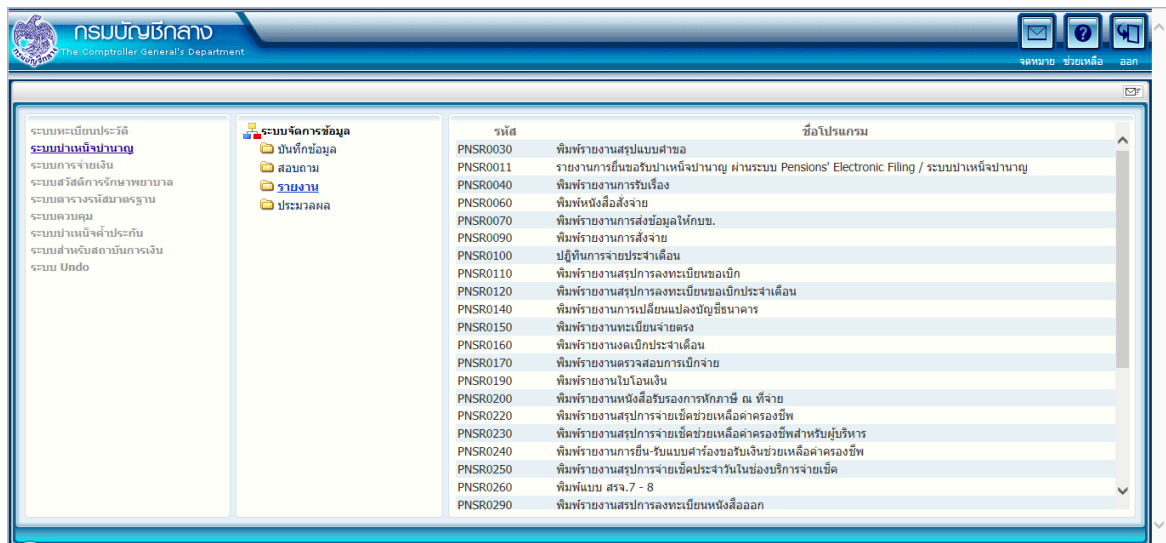 กรมบัญชีกลาง
The Comptroller General's Department
จดหมาย ช่วยเหลือ ออก
ระบบทะเบียนประวัติ
ระบบบำเหน็จบำนาญ
ระบบการจ่ายเงิน
ระบบสวัสดิการรักษาพยาบาล
ระบบตารางรหัสมาตรฐาน
ระบบควบคุม
ระบบบำเหน็จค้ำประกัน
ระบบสำหรับสถาบันการเงิน
ระบบ Undo
ระบบจัดการข้อมูล
บันทึกข้อมูล
สอบถาม
รายงาน
ประมวลผล
รหัส ชื่อโปรแกรม
PNSR0030 พิมพ์รายงานสรุปแบบคำขอ
PNSR0011 รายงานการยื่นขอรับบำเหน็จบำนาญ ผ่านระบบ Pensions' Electronic Filing / ระบบบำเหน็จบำนาญ
PNSR0040 พิมพ์รายงานการรับเรื่อง
PNSR0060 พิมพ์หนังสือสั่งจ่าย
PNSR0070 พิมพ์รายงานการส่งข้อมูลให้กบข.
PNSR0090 พิมพ์รายงานการสั่งจ่าย
PNSR0100 ปฏิทินการจ่ายประจำเดือน
PNSR0110 พิมพ์รายงานสรุปการลงทะเบียนขอเบิก
PNSR0120 พิมพ์รายงานสรุปการลงทะเบียนขอเบิกประจำเดือน
PNSR0140 พิมพ์รายงานการเปลี่ยนแปลงบัญชีธนาคาร
PNSR0150 พิมพ์รายงานทะเบียนจ่ายตรง
PNSR0160 พิมพ์รายงานงดเบิกประจำเดือน
PNSR0170 พิมพ์รายงานตรวจสอบการเบิกจ่าย
PNSR0190 พิมพ์รายงานใบโอนเงิน
PNSR0200 พิมพ์รายงานหนังสือรับรองการหักภาษี ณ ที่จ่าย
PNSR0220 พิมพ์รายงานสรุปการจ่ายเช็คช่วยเหลือค่าครองชีพ
PNSR0230 พิมพ์รายงานสรุปการจ่ายเช็คช่วยเหลือค่าครองชีพสำหรับผู้บริหาร
PNSR0240 พิมพ์รายงานการยื่น-รับแบบคำร้องขอรับเงินช่วยเหลือค่าครองชีพ
PNSR0250 พิมพ์รายงานสรุปการจ่ายเช็คประจำวันในช่องบริการจ่ายเช็ค
PNSR0260 พิมพ์แบบ สรจ.7 - 8
PNSR0290 พิมพ์รายงานสรุปการลงทะเบียนหนังสือออก